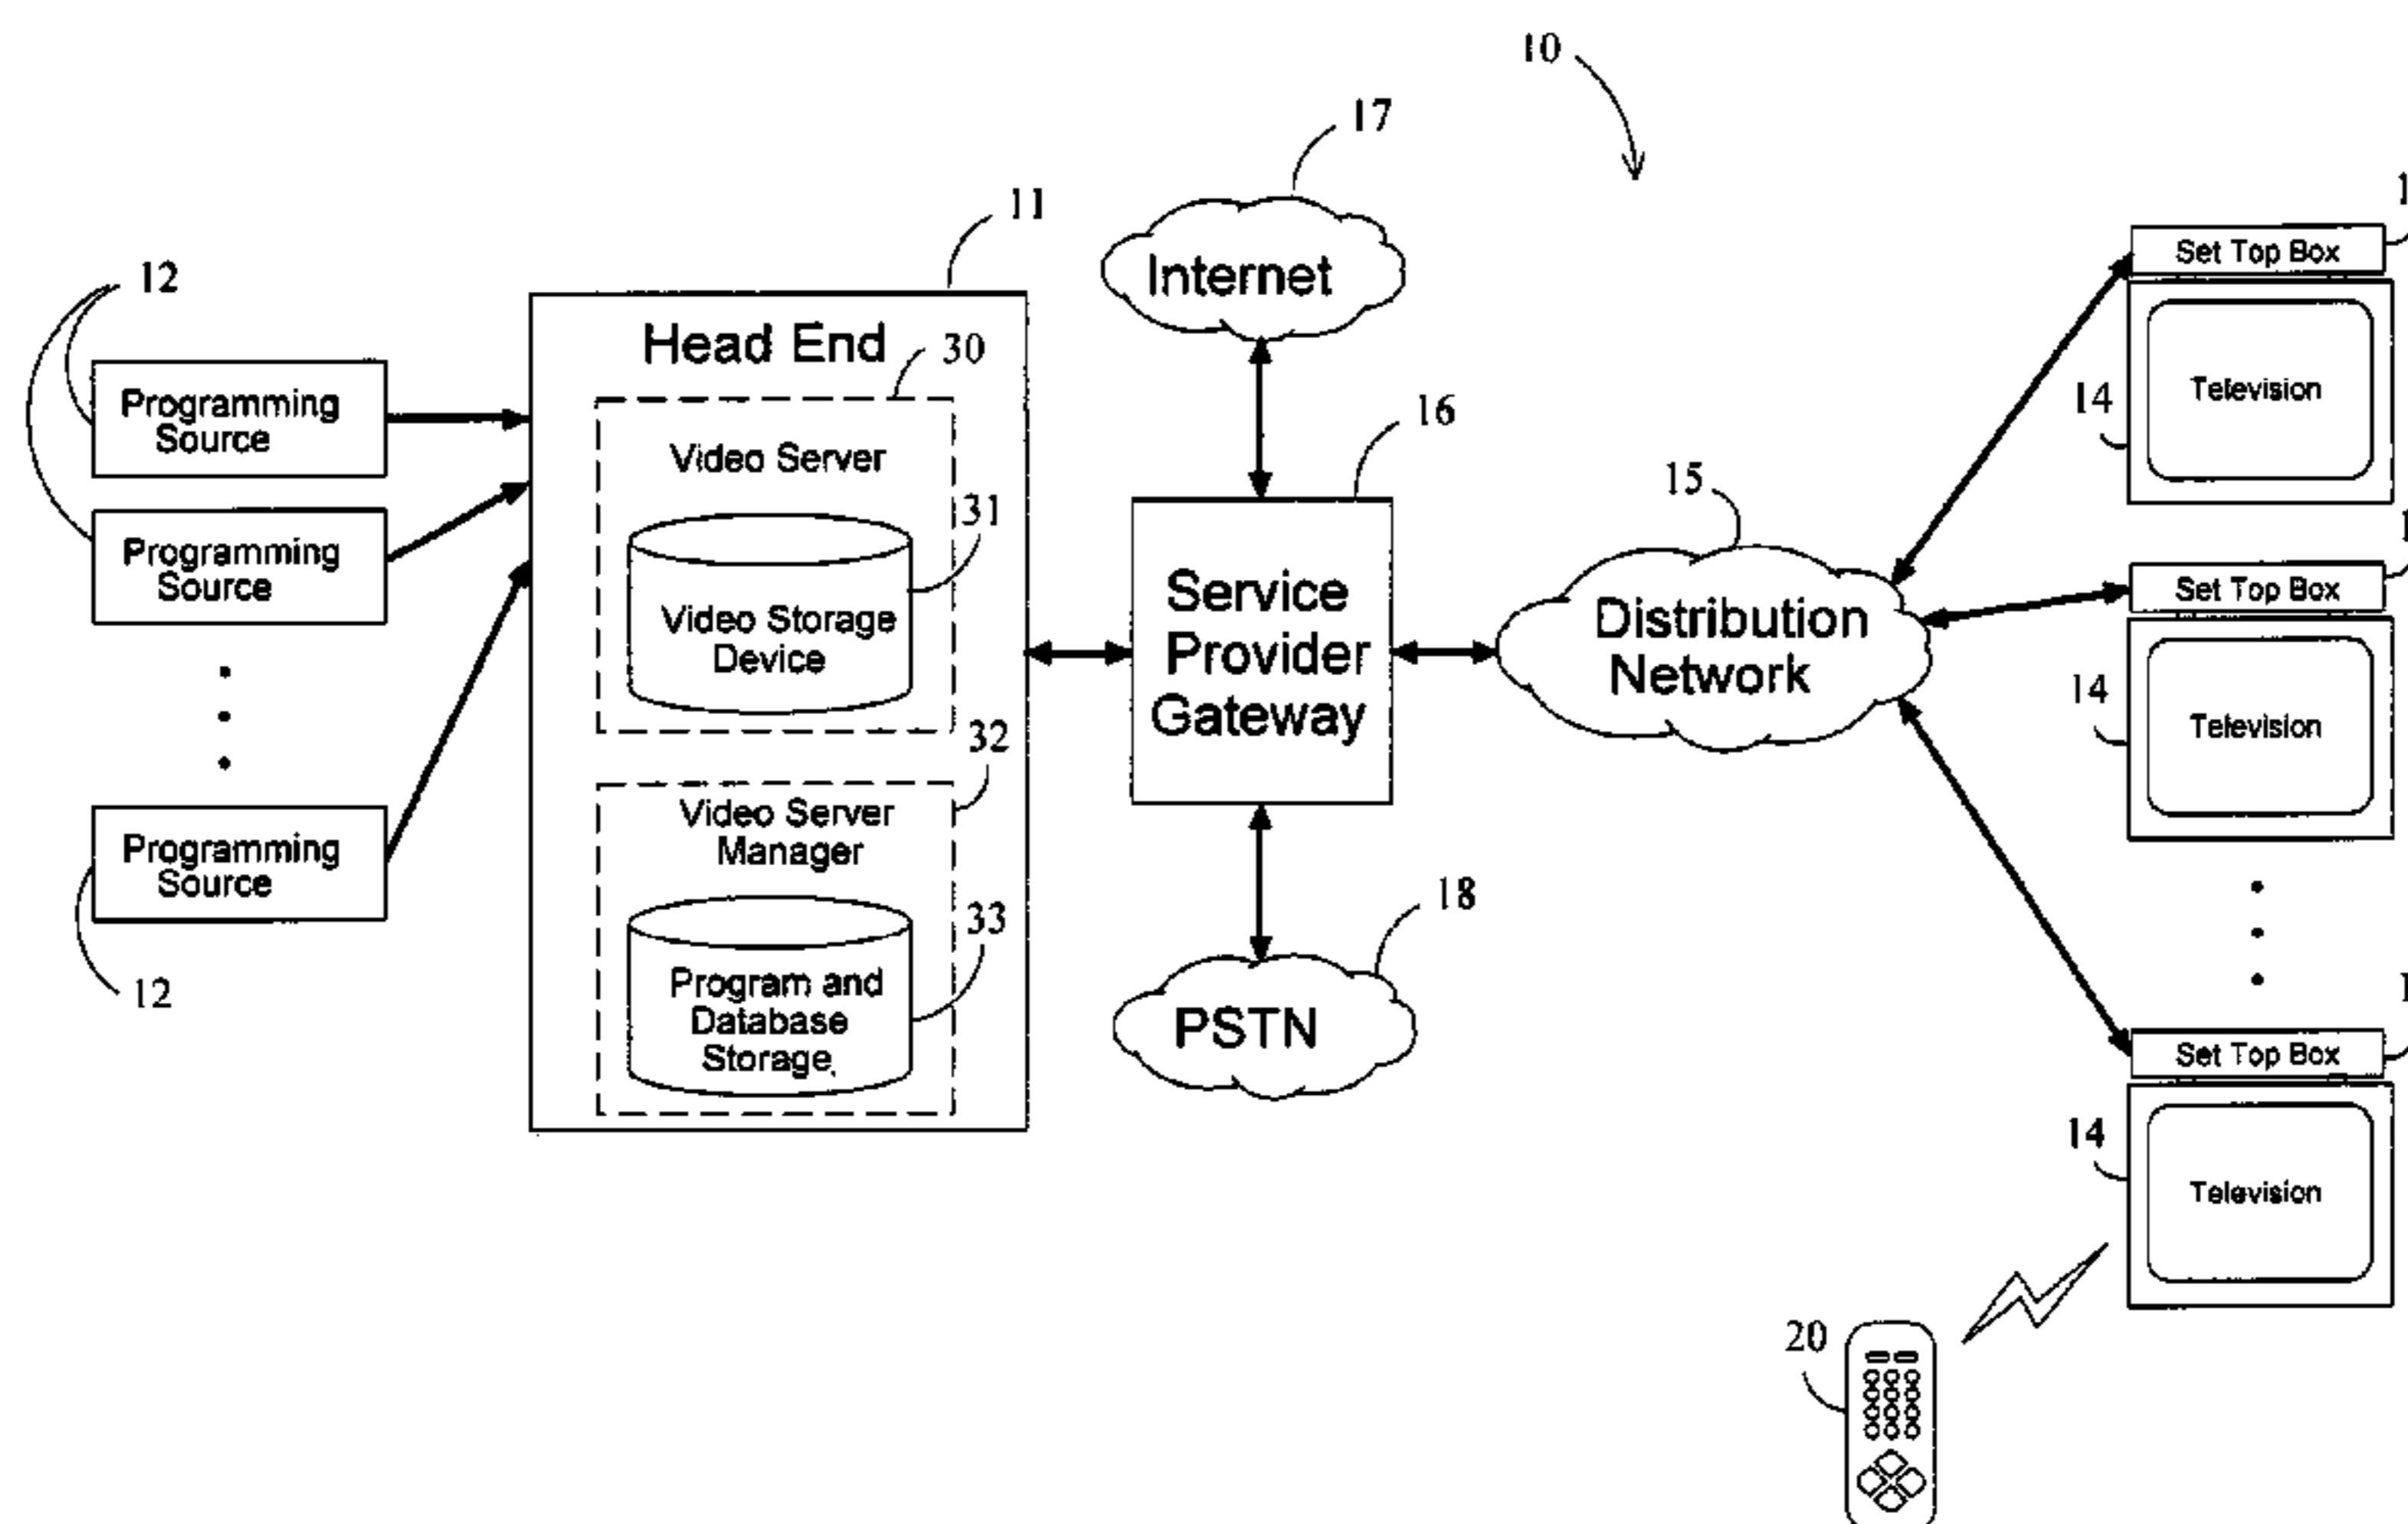 10
17
11
Internet
Set Top Box
12
Head End
30
Programming
Source
Television
14
16
Video Server
15
31
Programming
Source
Service
Provider
Gateway
Distribution
Network
Set Top Box
Video Storage
Device
14
Television
32
Video Server
Manager
Programming
Source
18
33
12
Program and
Database
Storage
PSTN
Set Top Box
14
Television
20